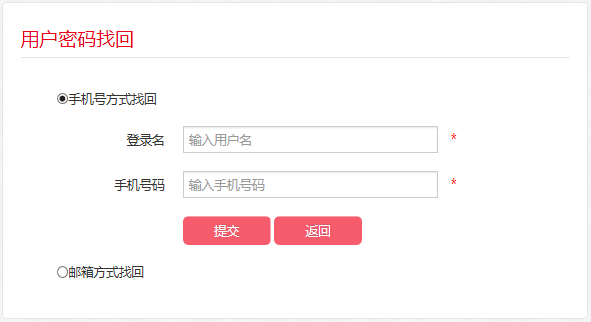 用户密码找回
手机号方式找回
登录名 输入用户名 *
手机号码 输入手机号码 *
提交 返回
邮箱方式找回